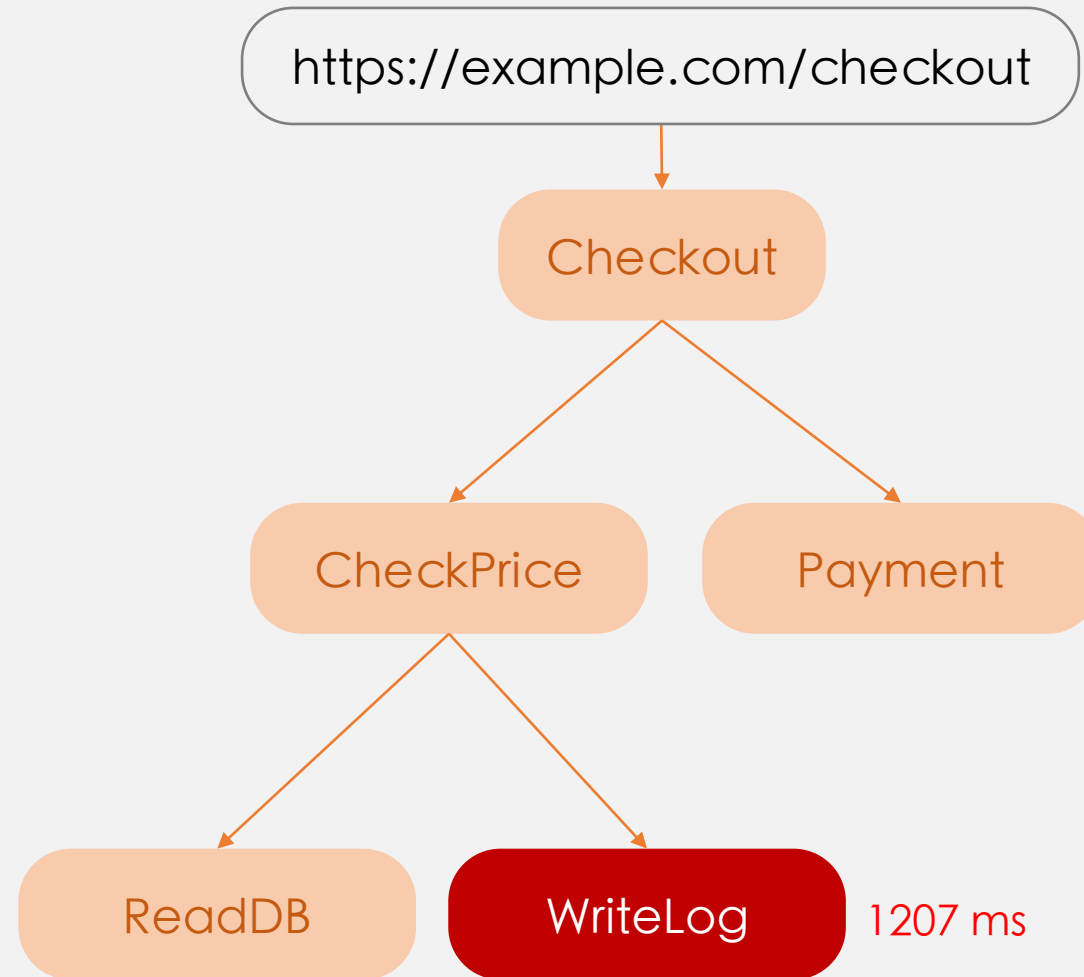 https://example.com/checkout
Checkout
CheckPrice
Payment
ReadDB
WriteLog
1207 ms